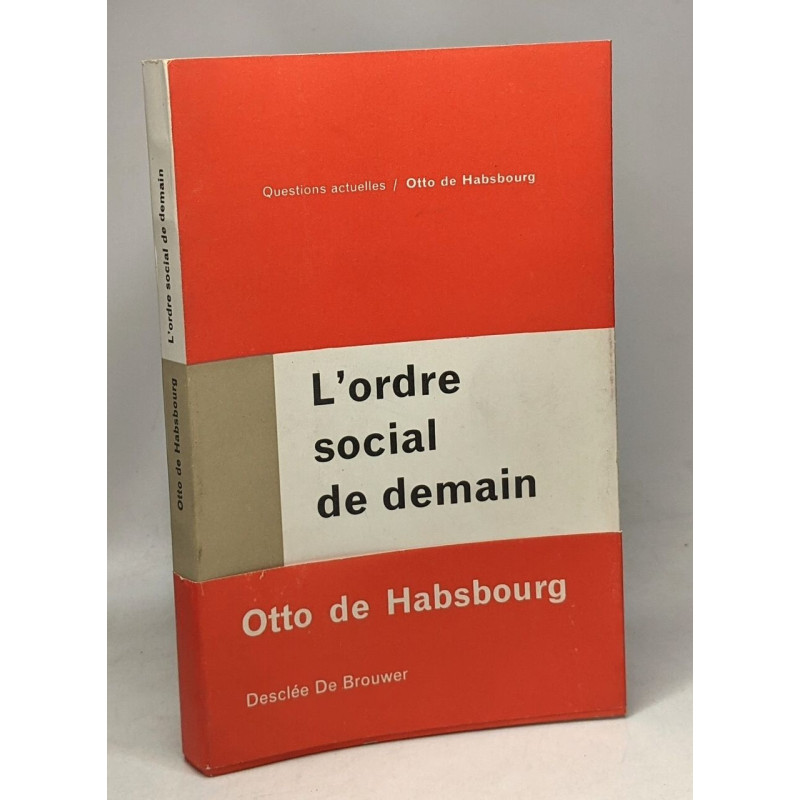 Questions actuelles / Otto de Habsbourg
L'ordre
social
de demain
Otto de Habsbourg
Desclée De Brouwer
L'ordre social de demain
Otto de Habsbourg